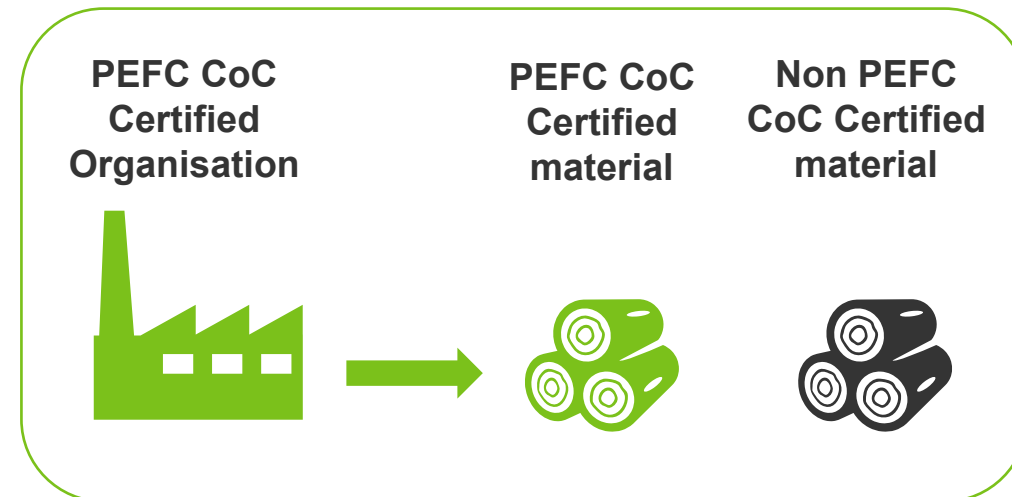 PEFC CoC
Certified
Organisation
PEFC CoC
Certified
material
Non PEFC
CoC Certified
material